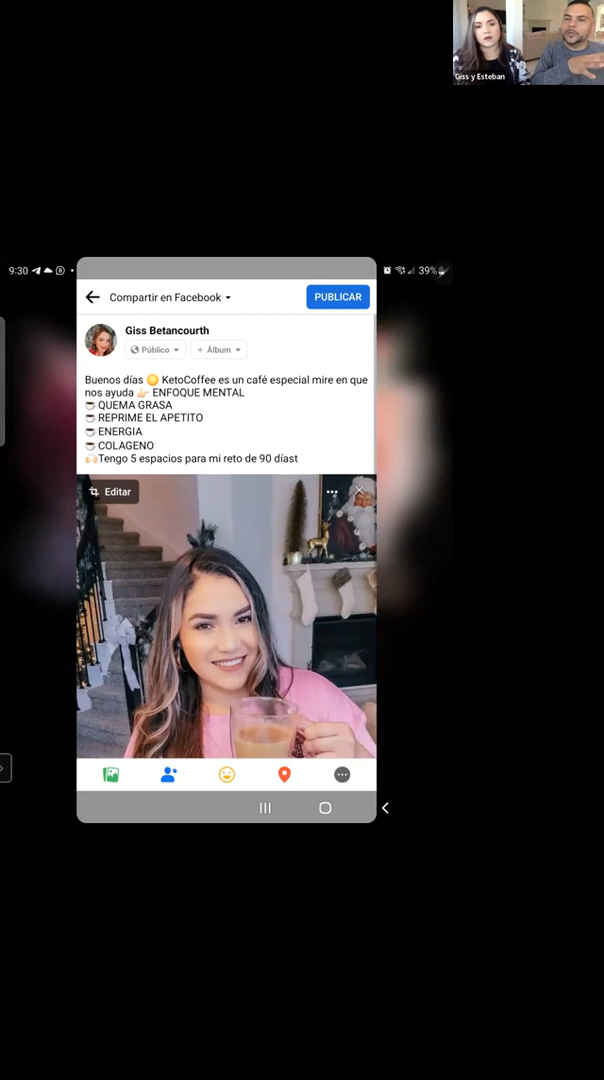 Giss y Esteban
9:30
39%
Compartir en Facebook
PUBLICAR
Giss Betancourth
Público
+ Álbum
Buenos días 🌞 KetoCoffee es un café especial mire en que
nos ayuda 👉🏻 ENFOQUE MENTAL
☕ QUEMA GRASA
☕ REPRIME EL APETITO
☕ ENERGIA
☕ COLAGENO
🙌🏻Tengo 5 espacios para mi reto de 90 díast
Editar